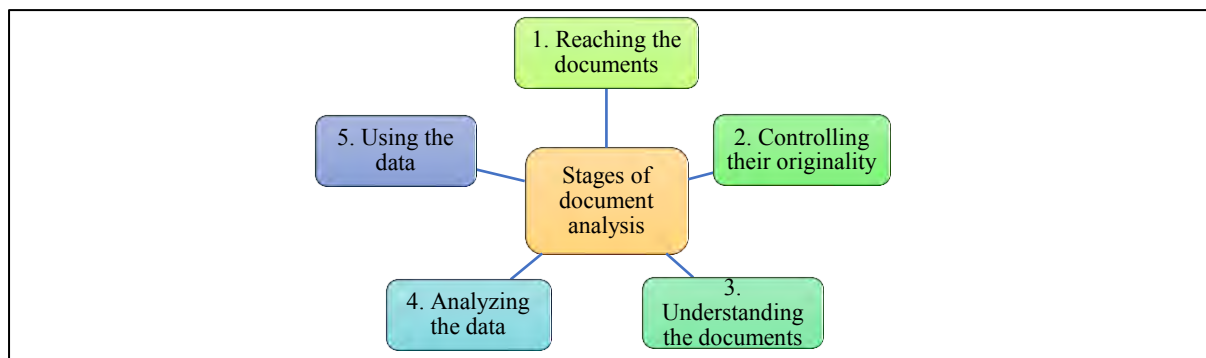 1. Reaching the
documents
2. Controlling
their originality
3.
Understanding
the documents
4. Analyzing
the data
5. Using the
data
Stages of
document
analysis